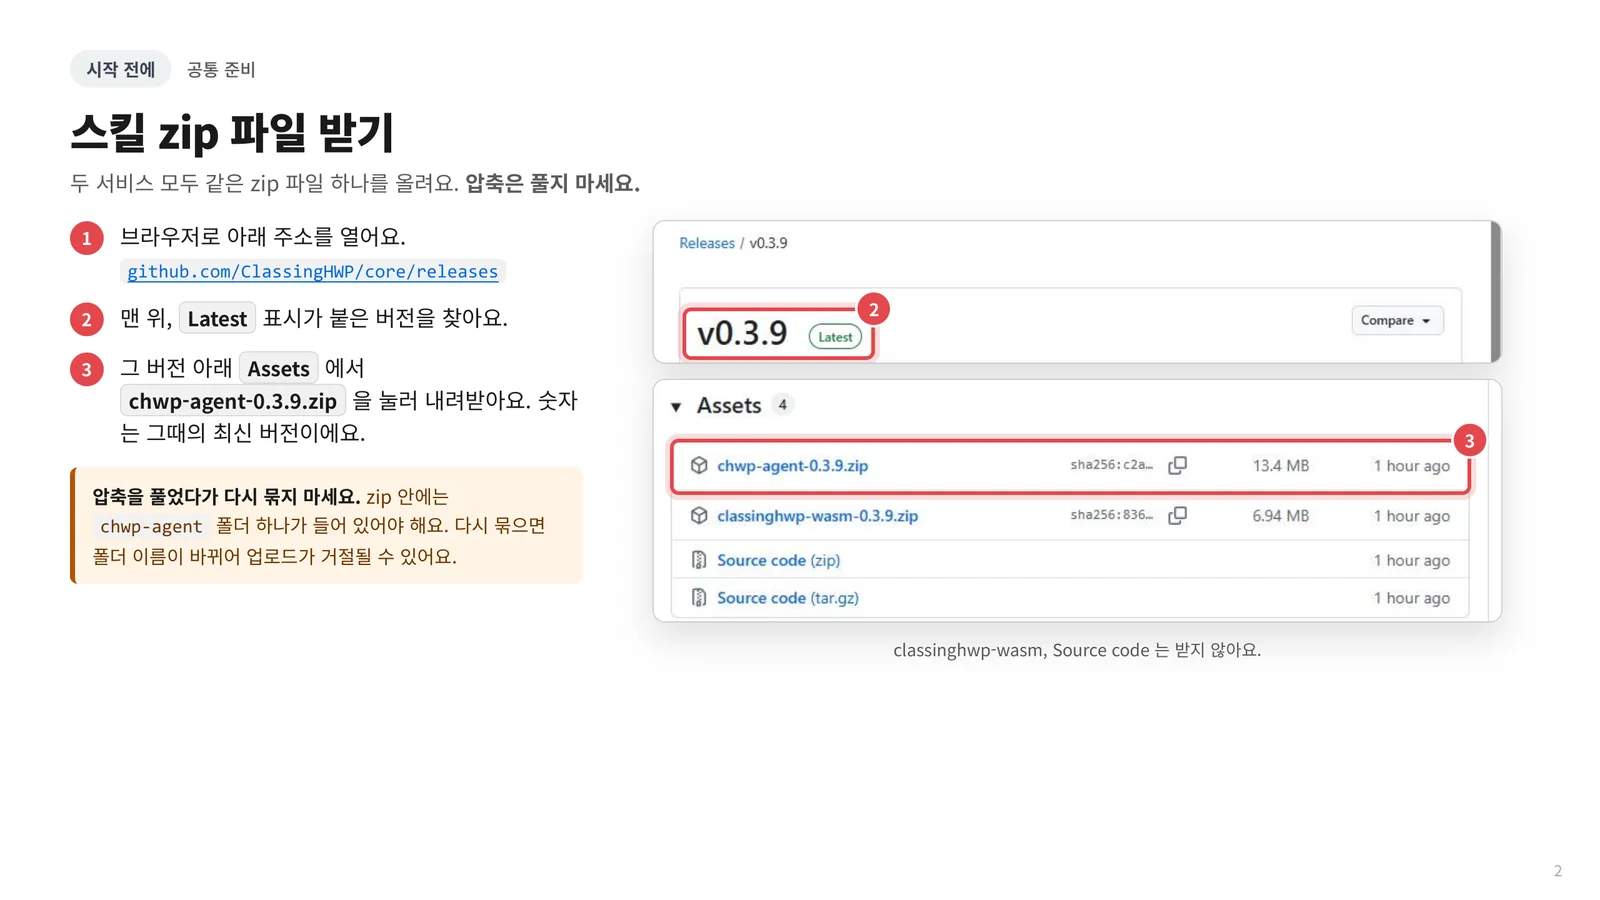 시작 전에 공통 준비
스킬 zip 파일 받기
두 서비스 모두 같은 zip 파일 하나를 올려요. 압축은 풀지 마세요.
1 브라우저로 아래 주소를 열어요.
github.com/ClassingHWP/core/releases
2 맨 위, Latest 표시가 붙은 버전을 찾아요.
3 그 버전 아래 Assets 에서
chwp-agent-0.3.9.zip 을 눌러 내려받아요. 숫자
는 그때의 최신 버전이에요.
압축을 풀었다가 다시 묶지 마세요. zip 안에는
chwp-agent 폴더 하나가 들어 있어야 해요. 다시 묶으면
폴더 이름이 바뀌어 업로드가 거절될 수 있어요.
Releases / v0.3.9
2
v0.3.9 Latest
Compare
Assets 4
3
chwp-agent-0.3.9.zip sha256:c2a… 13.4 MB 1 hour ago
classinghwp-wasm-0.3.9.zip sha256:836… 6.94 MB 1 hour ago
Source code (zip) 1 hour ago
Source code (tar.gz) 1 hour ago
classinghwp-wasm, Source code 는 받지 않아요.
2